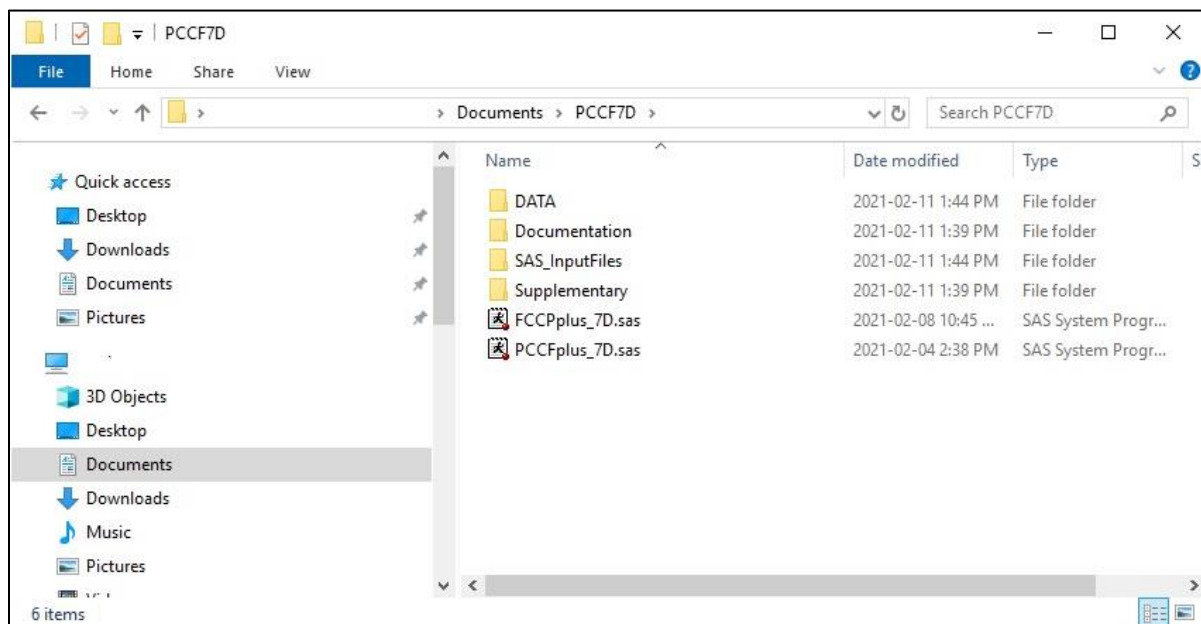 PCCF7D
File Home Share View
Documents PCCF7D Search PCCF7D
Name Date modified Type S
Quick access
Desktop
Downloads
Documents
Pictures
3D Objects
Desktop
Documents
Downloads
Music
Pictures
DATA 2021-02-11 1:44 PM File folder
Documentation 2021-02-11 1:39 PM File folder
SAS_InputFiles 2021-02-11 1:44 PM File folder
Supplementary 2021-02-11 1:39 PM File folder
FCCPplus_7D.sas 2021-02-08 10:45 ... SAS System Progr...
PCCFplus_7D.sas 2021-02-04 2:38 PM SAS System Progr...
6 items